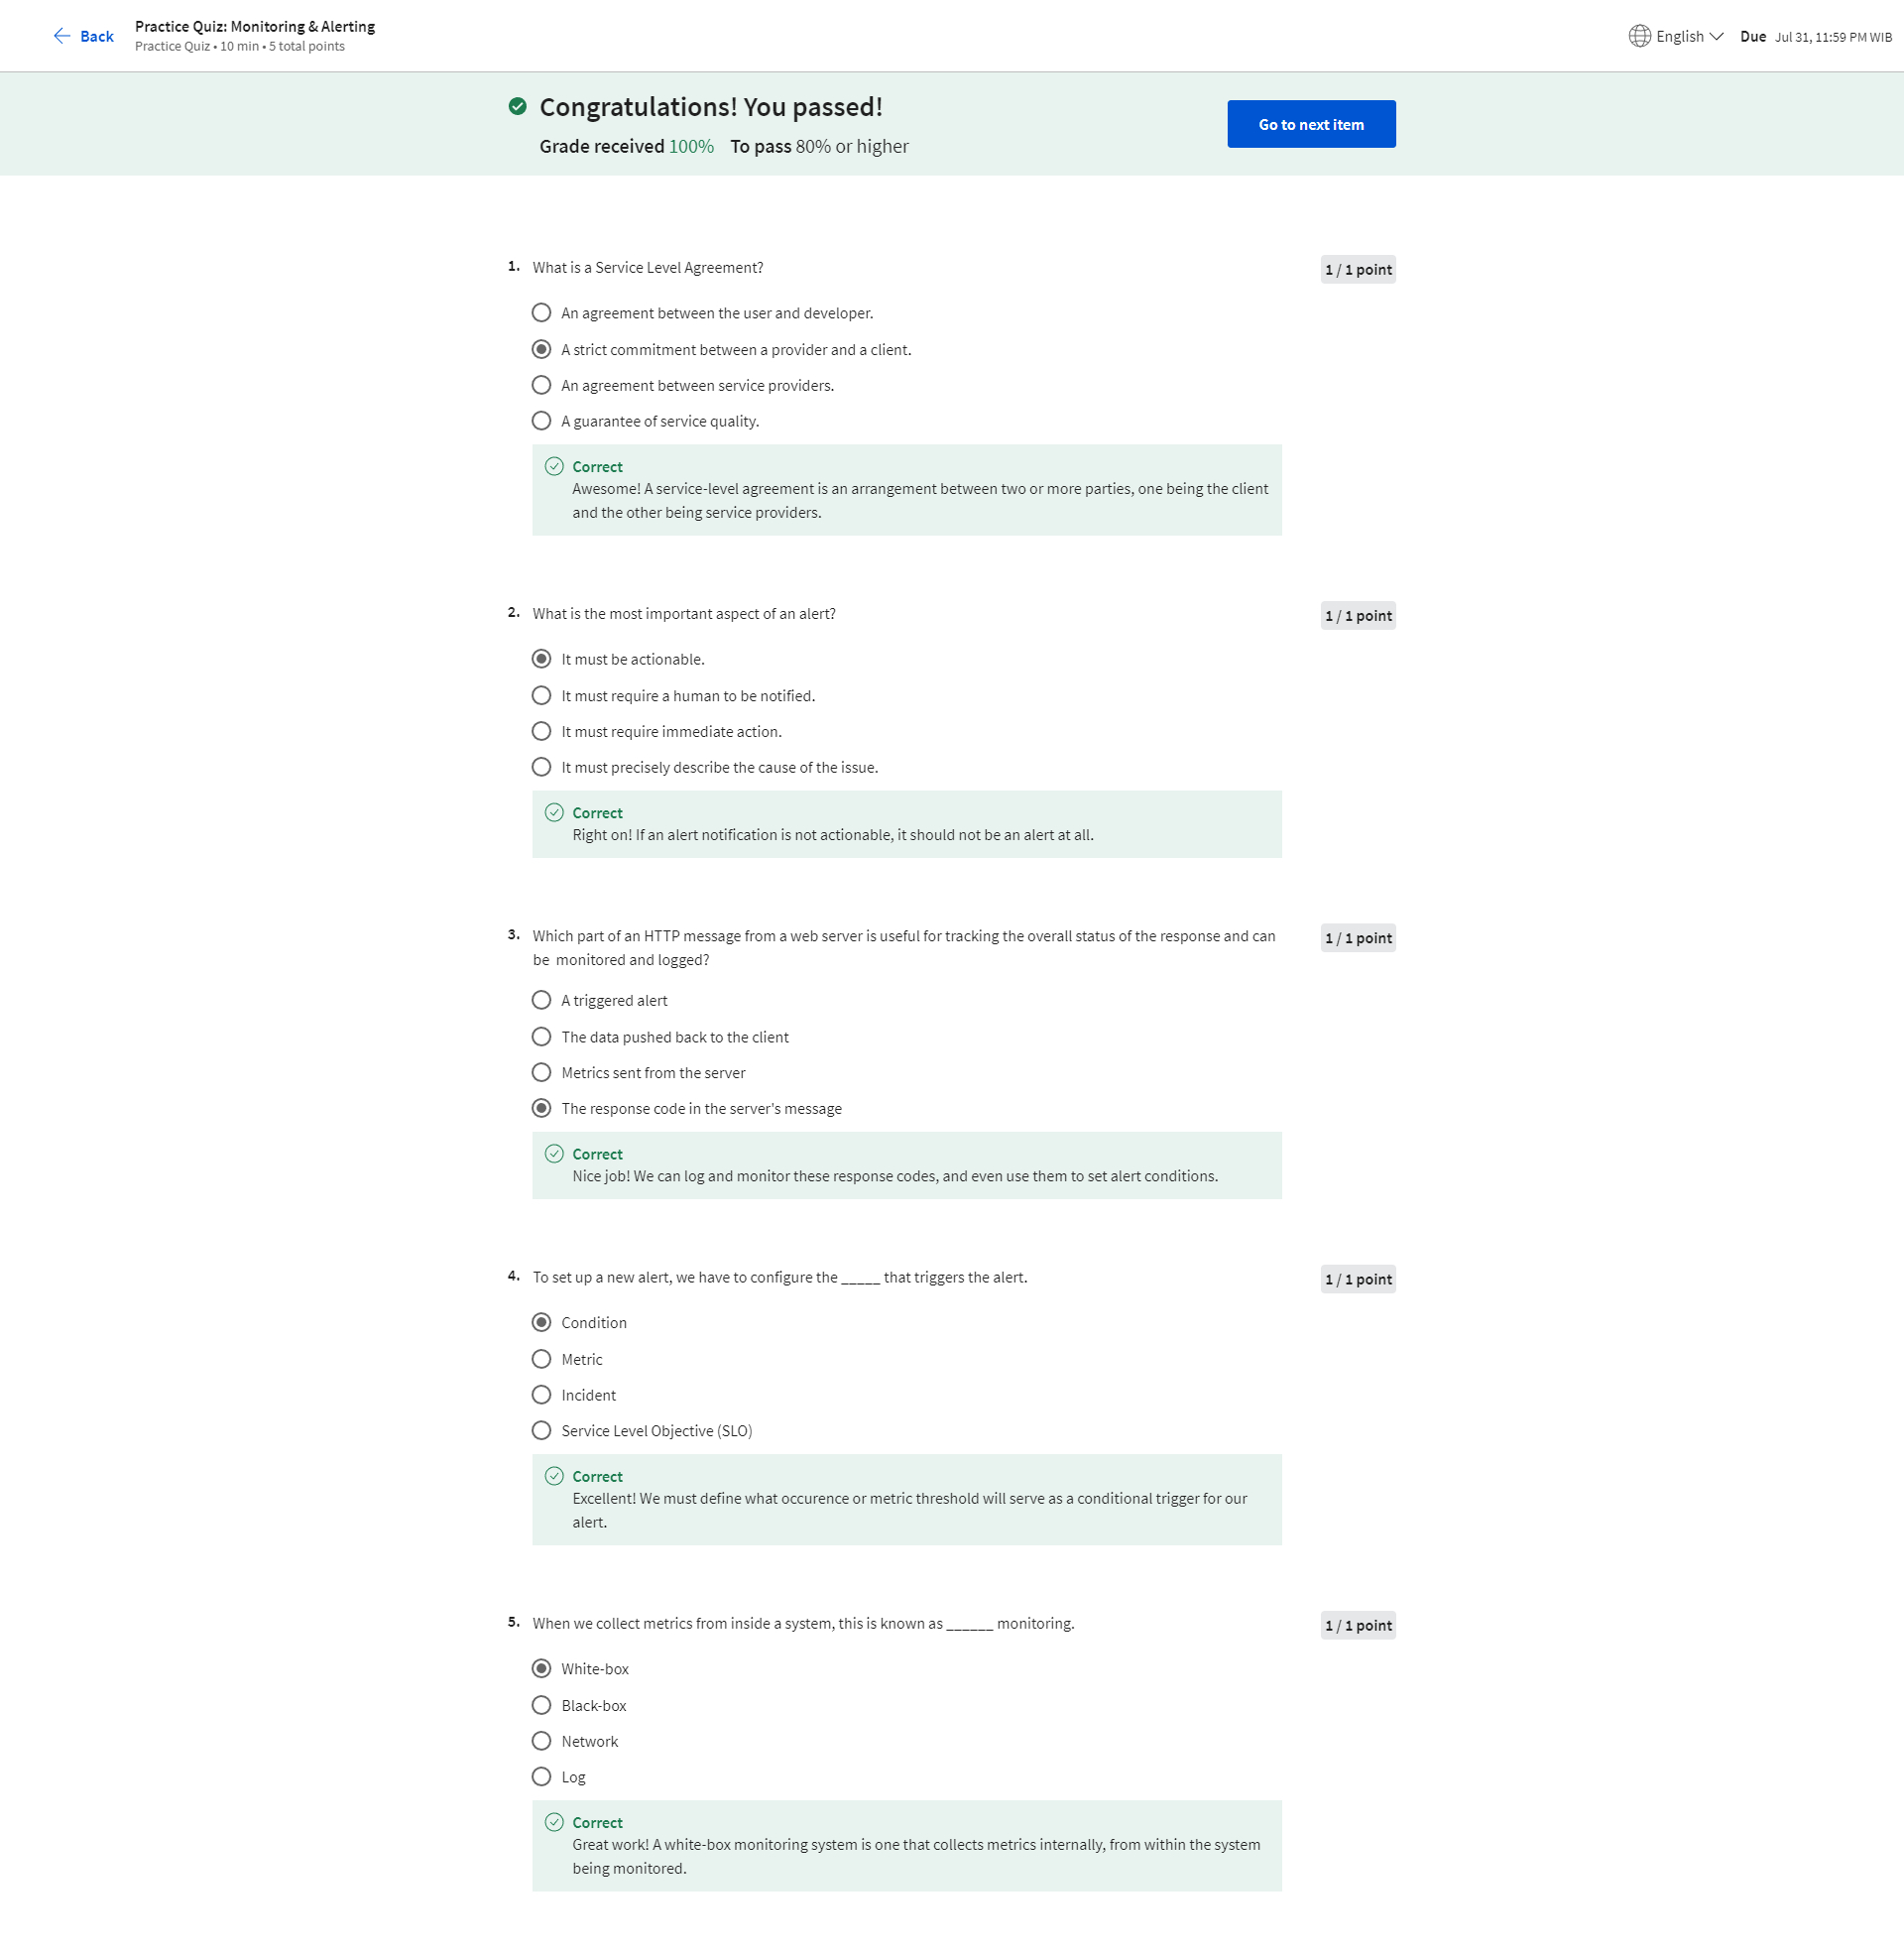 Back
Practice Quiz: Monitoring & Alerting
Practice Quiz • 10 min • 5 total points
English
Due Jul 31, 11:59 PM WIB
Congratulations! You passed!
Grade received 100% To pass 80% or higher
Go to next item
1. What is a Service Level Agreement?
1 / 1 point
An agreement between the user and developer.
A strict commitment between a provider and a client.
An agreement between service providers.
A guarantee of service quality.
Correct
Awesome! A service-level agreement is an arrangement between two or more parties, one being the client
and the other being service providers.
2. What is the most important aspect of an alert?
1 / 1 point
It must be actionable.
It must require a human to be notified.
It must require immediate action.
It must precisely describe the cause of the issue.
Correct
Right on! If an alert notification is not actionable, it should not be an alert at all.
3. Which part of an HTTP message from a web server is useful for tracking the overall status of the response and can
be monitored and logged?
1 / 1 point
A triggered alert
The data pushed back to the client
Metrics sent from the server
The response code in the server's message
Correct
Nice job! We can log and monitor these response codes, and even use them to set alert conditions.
4. To set up a new alert, we have to configure the _____ that triggers the alert.
1 / 1 point
Condition
Metric
Incident
Service Level Objective (SLO)
Correct
Excellent! We must define what occurence or metric threshold will serve as a conditional trigger for our
alert.
5. When we collect metrics from inside a system, this is known as ______ monitoring.
1 / 1 point
White-box
Black-box
Network
Log
Correct
Great work! A white-box monitoring system is one that collects metrics internally, from within the system
being monitored.